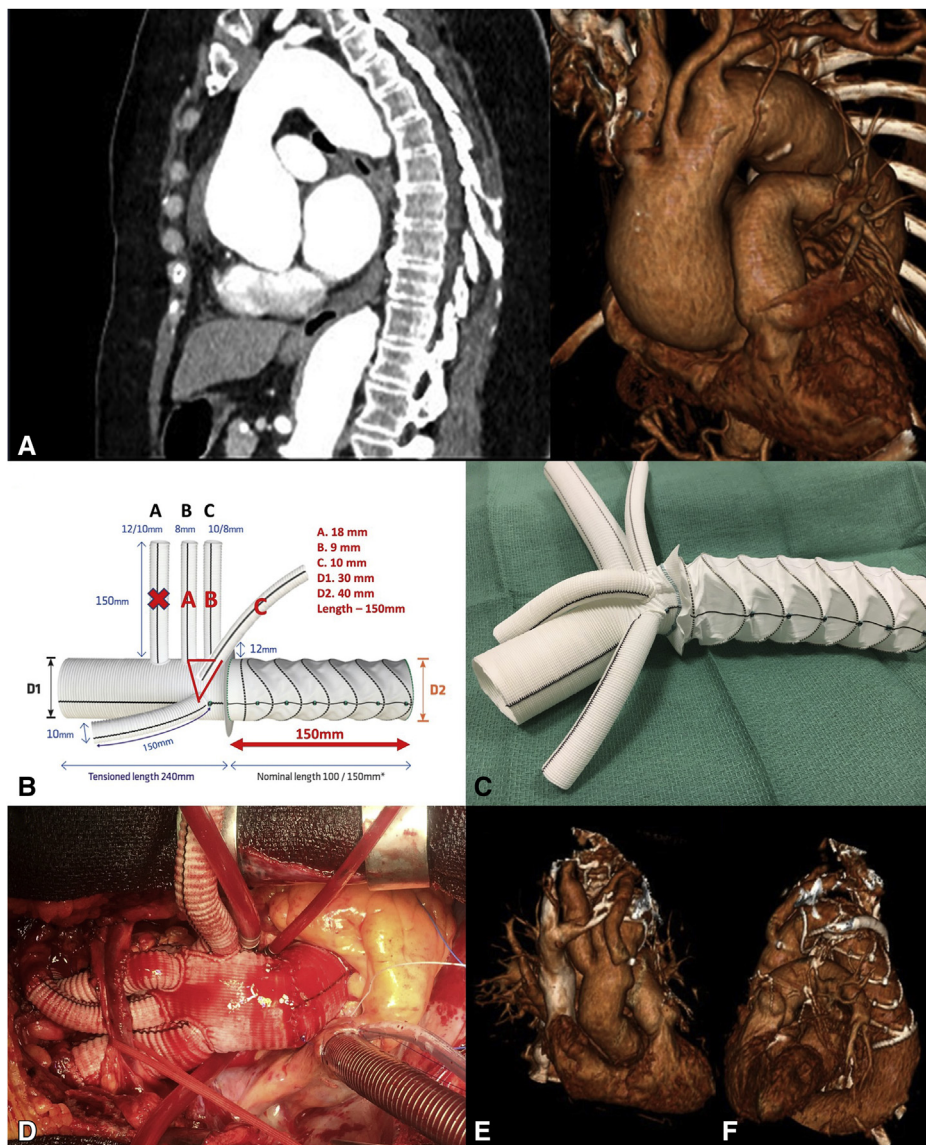 A
B
A
B
C
12/10mm
8mm
10/8mm
A. 18 mm
B. 9 mm
C. 10 mm
D1. 30 mm
D2. 40 mm
Length – 150mm
150mm
A
B
C
12mm
D1
D2
10mm
150mm
150mm
Tensioned length 240mm
Nominal length 100 / 150mm*
C
D
E
F